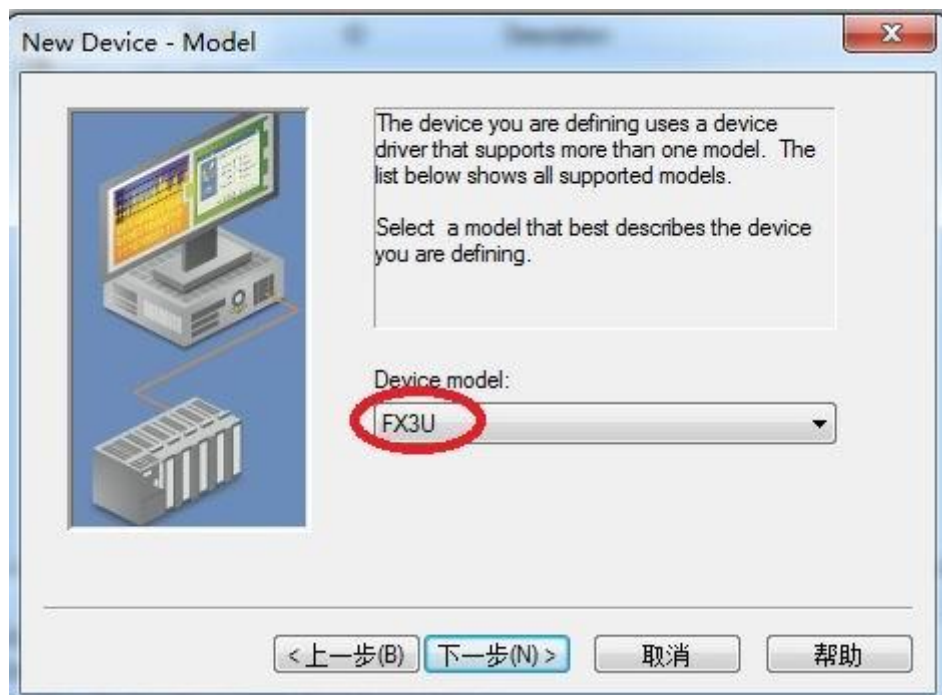 New Device - Model
The device you are defining uses a device
driver that supports more than one model. The
list below shows all supported models.
Select a model that best describes the device
you are defining.
Device model:
FX3U
<上一步(B)
下一步(N)>
取消
帮助